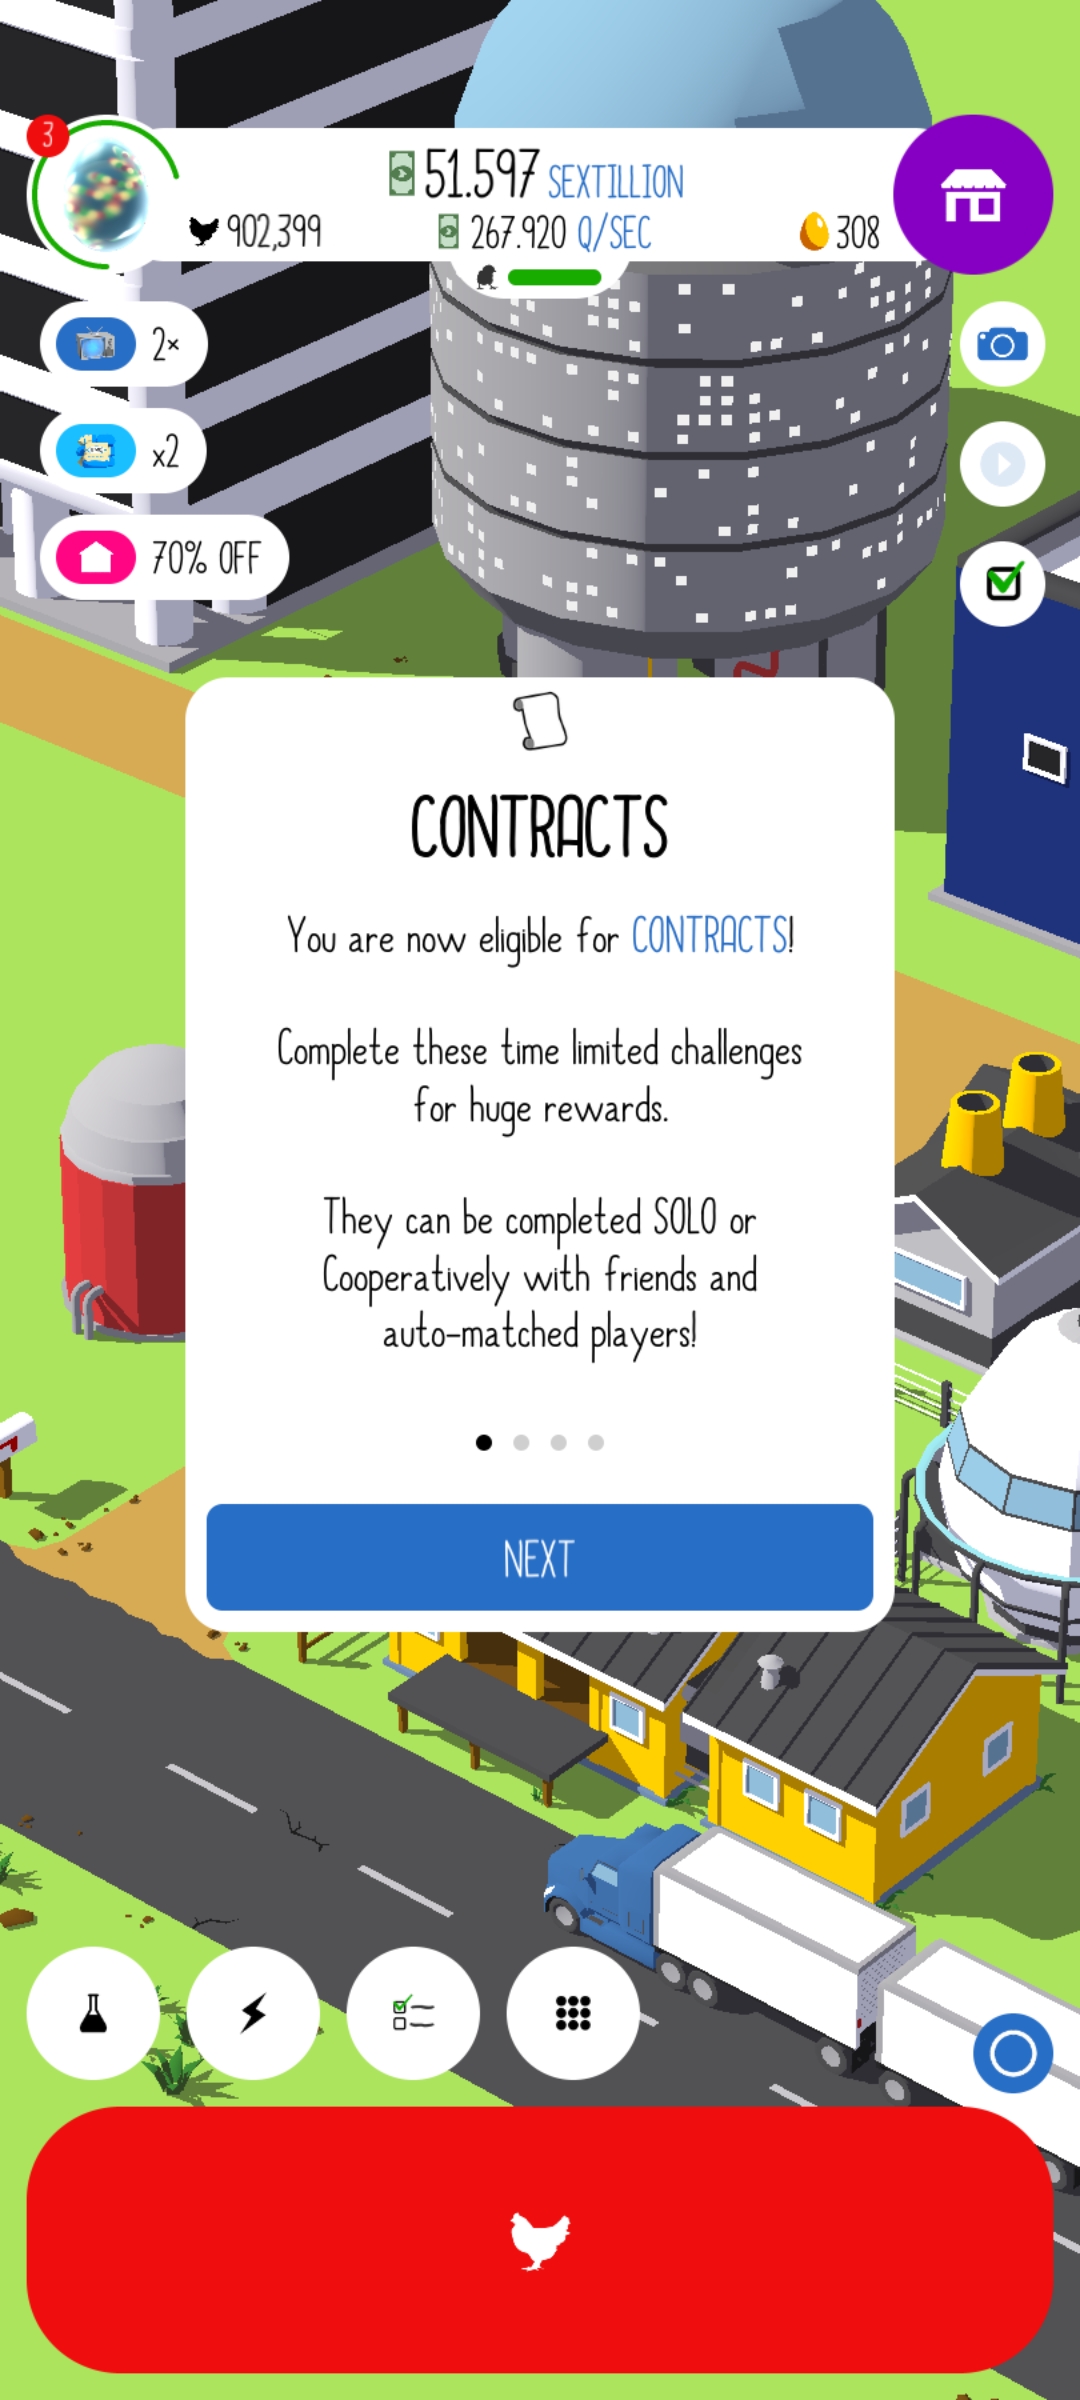 3
51.597 SEXTILLION
902,399
267.920 Q/SEC
308
2×
x2
70% OFF
CONTRACTS
You are now eligible for CONTRACTS!
Complete these time limited challenges
for huge rewards.
They can be completed SOLO or
Cooperatively with friends and
auto-matched players!
NEXT